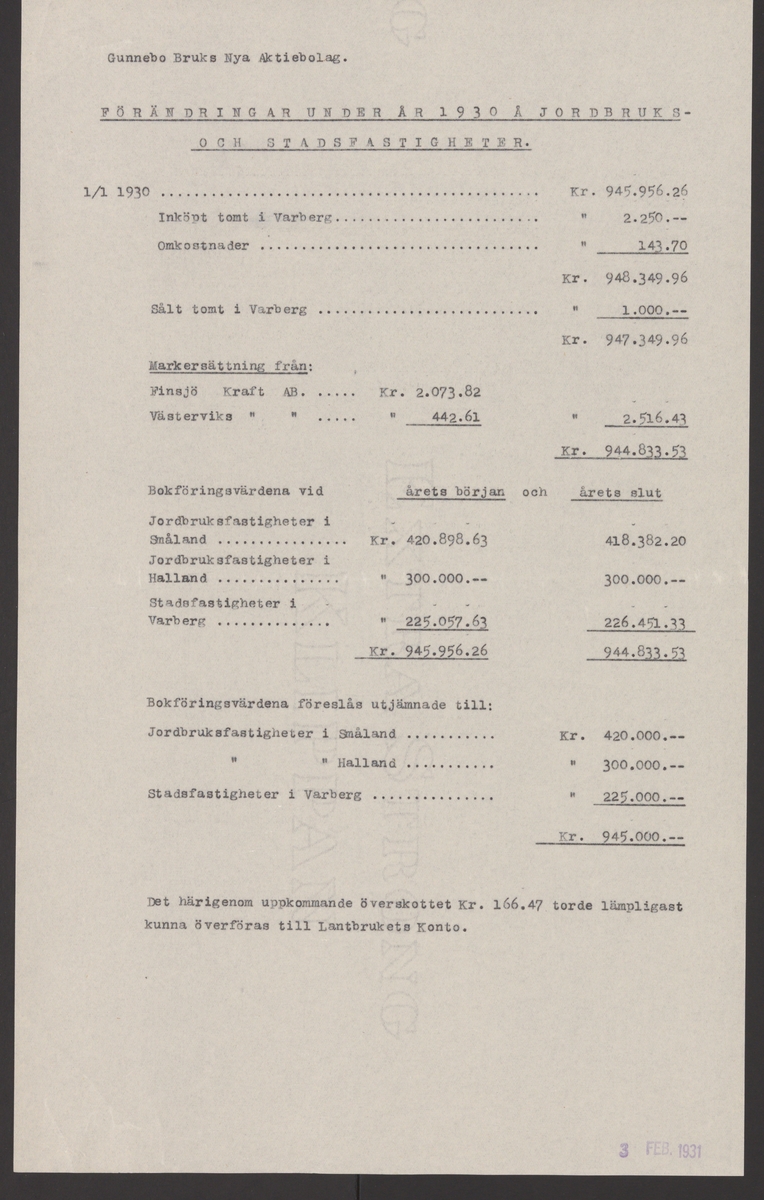 Gunnebo Bruks Nya Aktiebolag.
FÖRÄNDRINGAR UNDER ÅR 1930 Å JORDBRUKS-
OCH STADSFASTIGHETER.
1/1 1930 .............................................. Kr. 945.956.26
Inköpt tomt i Varberg......................... " 2.250.--
Omkostnader .................................. " 143.70
Kr. 948.349.96
Sålt tomt i Varberg ........................... " 1.000.--
Kr. 947.349.96
Markersättning från:
Finsjö Kraft AB. ..... Kr. 2.073.82
Västerviks " " ..... " 442.61 " 2.516.43
Kr. 944.833.53
Bokföringsvärdena vid årets början och årets slut
Jordbruksfastigheter i
Småland ................ Kr. 420.898.63 418.382.20
Jordbruksfastigheter i
Halland ............... " 300.000.-- 300.000.--
Stadsfastigheter i
Varberg .............. " 225.057.63 226.451.33
Kr. 945.956.26 944.833.53
Bokföringsvärdena föreslås utjämnade till:
Jordbruksfastigheter i Småland ........... Kr. 420.000.--
" " Halland ........... " 300.000.--
Stadsfastigheter i Varberg ............... " 225.000.--
Kr. 945.000.--
Det härigenom uppkommande överskottet Kr. 166.47 torde lämpligast
kunna överföras till Lantbrukets Konto.
3 FEB. 1931